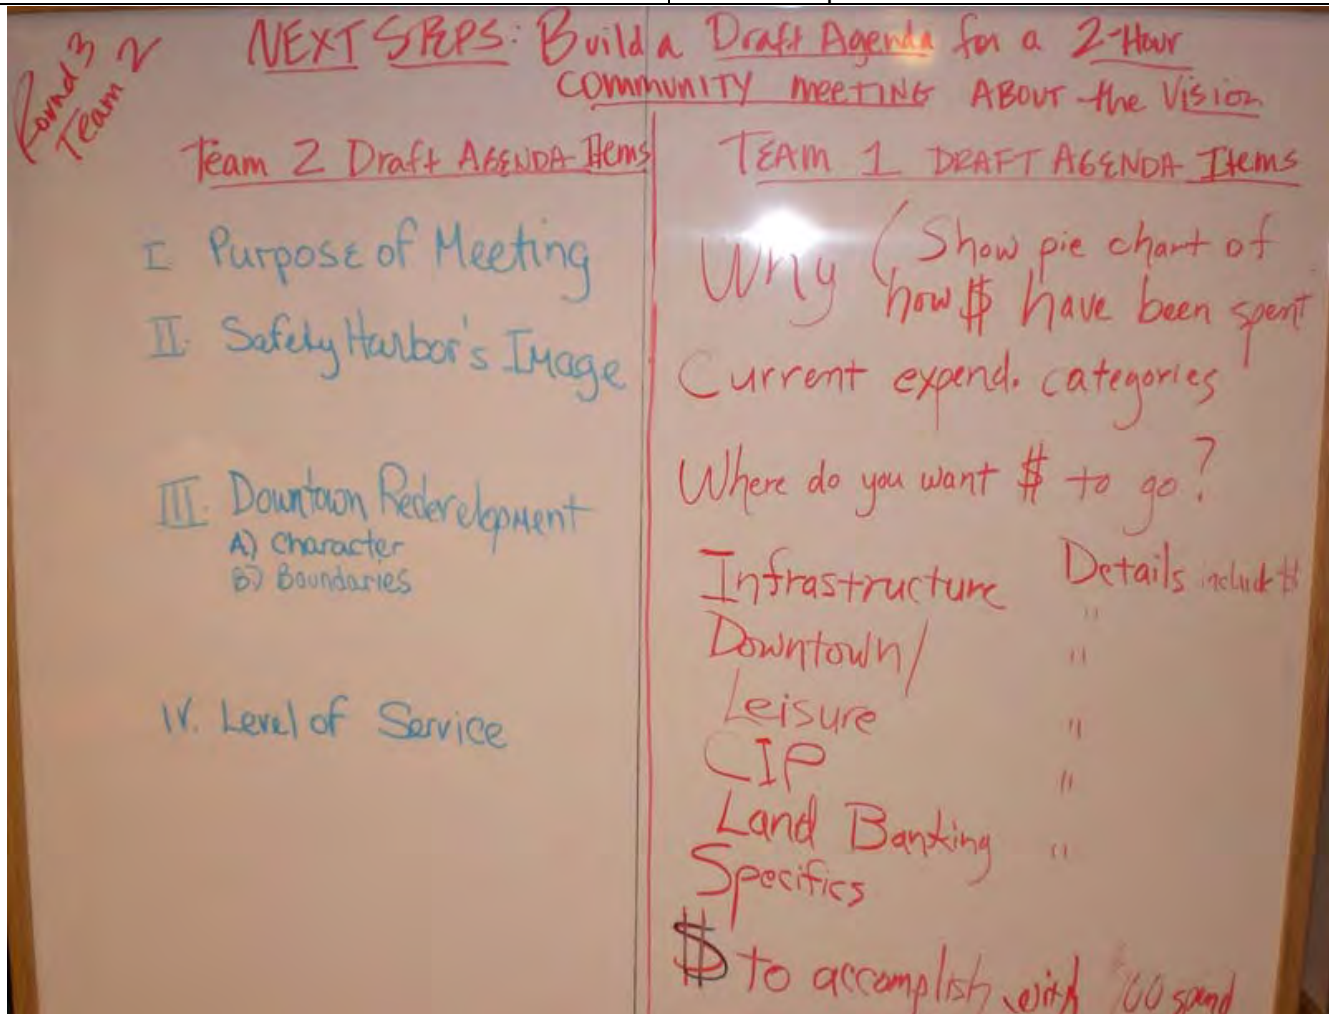 Round 3
Team 2
NEXT STEPS: Build a Draft Agenda for a 2-Hour
COMMUNITY MEETING ABOUT the Vision
Team 2 Draft AGENDA Items
I. Purpose of Meeting
II. Safety Harbor's Image
III. Downtown Redevelopment
A) Character
B) Boundaries
IV. Level of Service
TEAM 1 DRAFT AGENDA Items
Why (Show pie chart of
how $ have been spent
Current expend. categories
Where do you want $ to go?
Infrastructure Details include $
"
Downtown/ "
Leisure "
CIP "
Land Banking "
Specifics
$ to accomplish with 100 spend